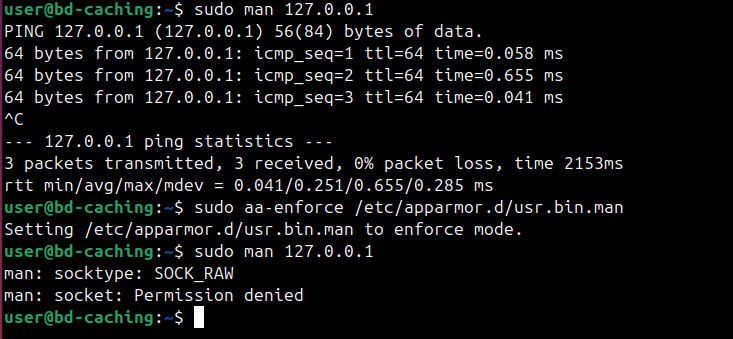 user@bd-caching:~$ sudo man 127.0.0.1
PING 127.0.0.1 (127.0.0.1) 56(84) bytes of data.
64 bytes from 127.0.0.1: icmp_seq=1 ttl=64 time=0.058 ms
64 bytes from 127.0.0.1: icmp_seq=2 ttl=64 time=0.655 ms
64 bytes from 127.0.0.1: icmp_seq=3 ttl=64 time=0.041 ms
^C
--- 127.0.0.1 ping statistics ---
3 packets transmitted, 3 received, 0% packet loss, time 2153ms
rtt min/avg/max/mdev = 0.041/0.251/0.655/0.285 ms
user@bd-caching:~$ sudo aa-enforce /etc/apparmor.d/usr.bin.man
Setting /etc/apparmor.d/usr.bin.man to enforce mode.
user@bd-caching:~$ sudo man 127.0.0.1
man: socktype: SOCK_RAW
man: socket: Permission denied
user@bd-caching:~$